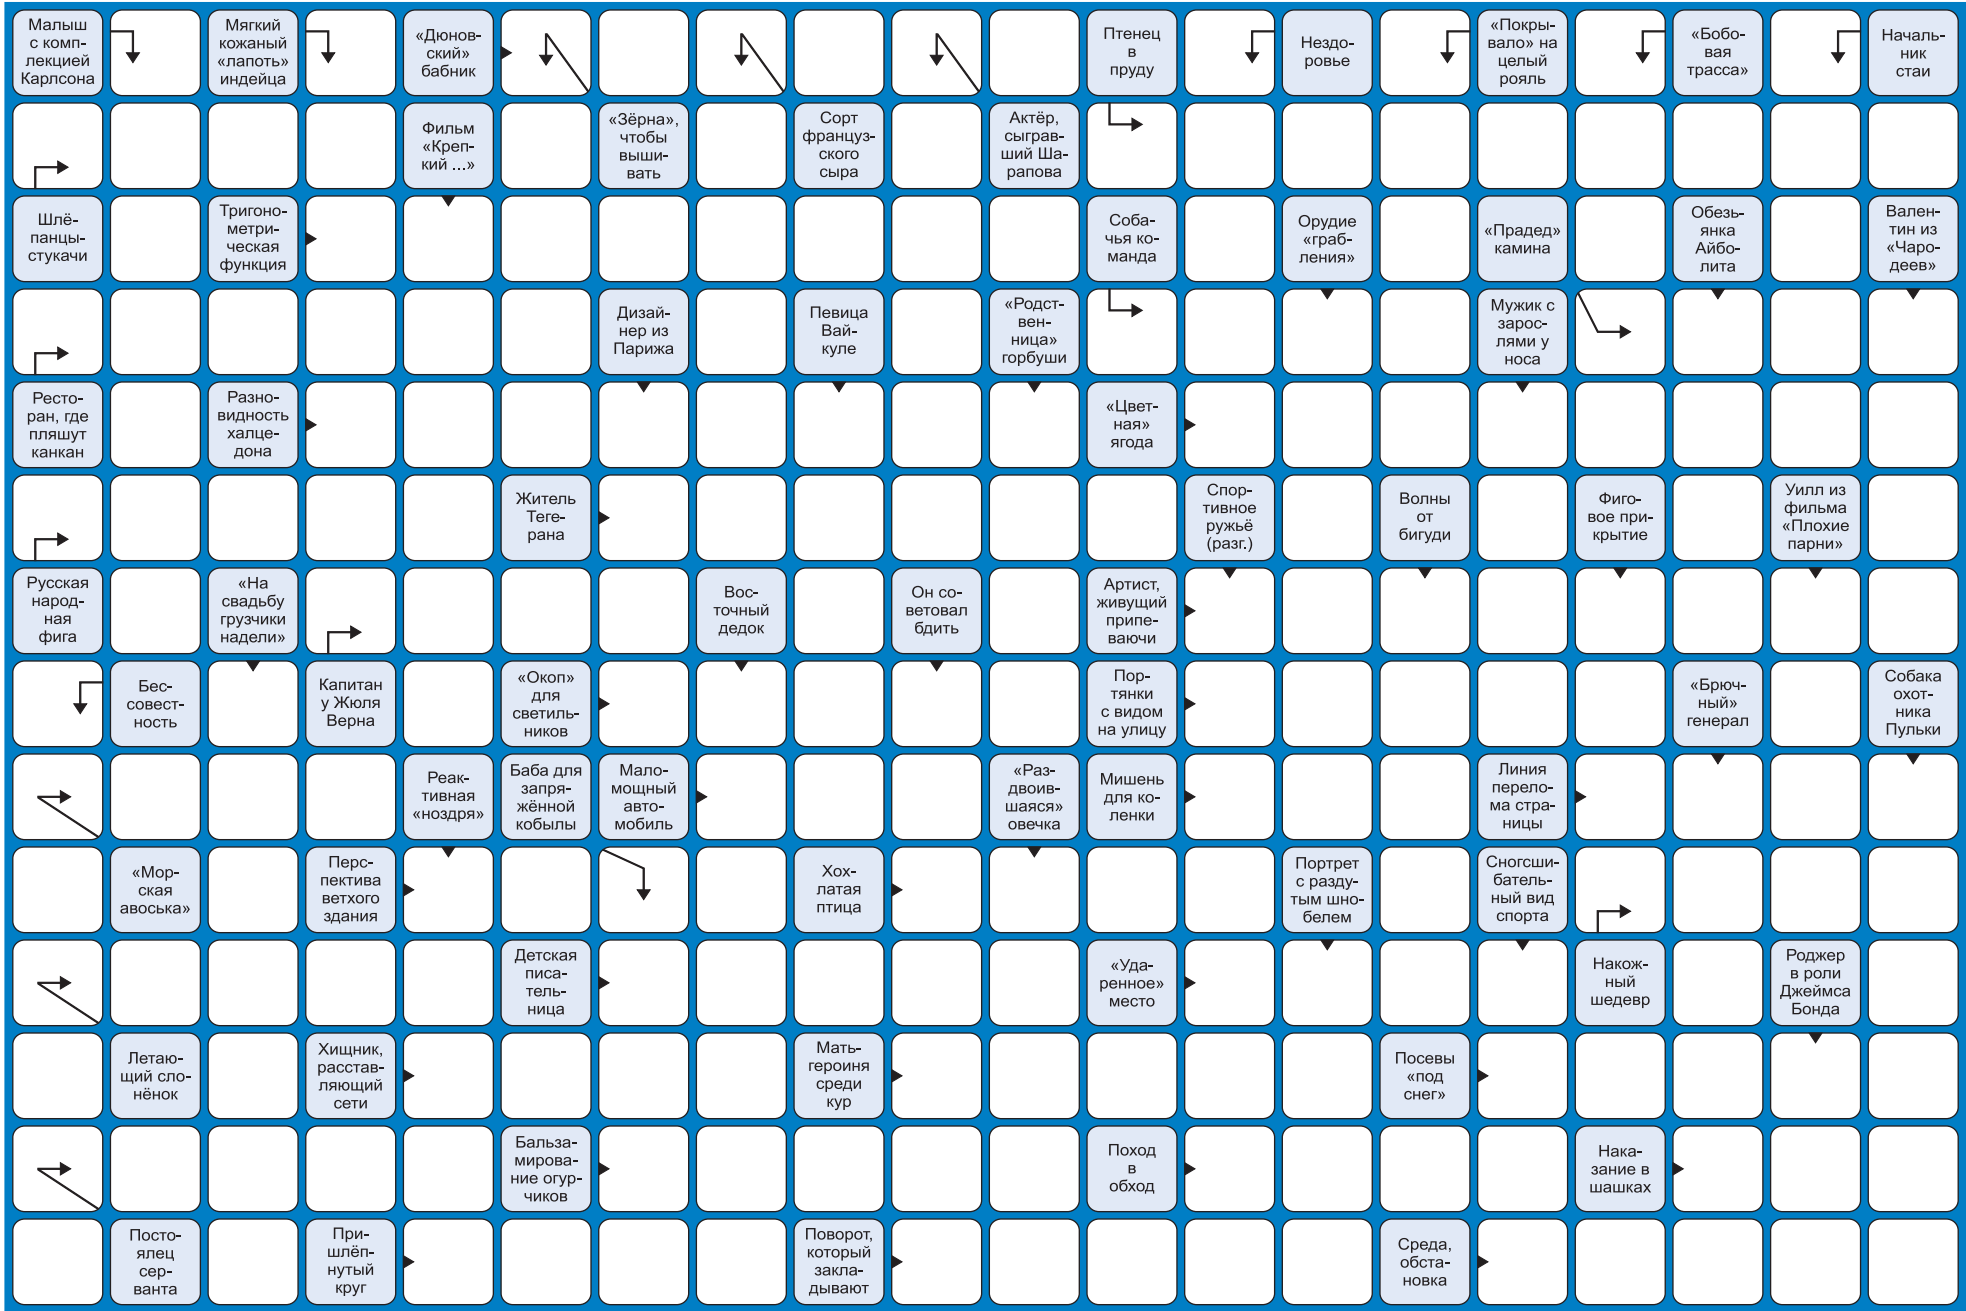 Малыш
с комп-
лекцией
Карлсона
Мягкий
кожаный
«лапоть»
индейца
«Дюнов-
ский»
бабник
Птенец
в
пруду
Нездо-
ровье
«Покры-
вало» на
целый
рояль
«Бобо-
вая
трасса»
Началь-
ник
стаи
Фильм
«Креп-
кий ...»
«Зёрна»,
чтобы
выши-
вать
Сорт
француз-
ского
сыра
Актёр,
сыграв-
ший Ша-
рапова
Шлё-
панцы-
стукачи
Тригоно-
метри-
ческая
функция
Соба-
чья ко-
манда
Орудие
«граб-
ления»
«Прадед»
камина
Обезь-
янка
Айбо-
лита
Вален-
тин из
«Чаро-
деев»
Дизай-
нер из
Парижа
Певица
Вай-
куле
«Родст-
вен-
ница»
горбуши
Мужик с
зарос-
лями у
носа
Ресто-
ран, где
пляшут
канкан
Разно-
видность
халце-
дона
«Цвет-
ная»
ягода
Житель
Теге-
рана
Спор-
тивное
ружьё
(разг.)
Волны
от
бигуди
Фиго-
вое при-
крытие
Уилл из
фильма
«Плохие
парни»
Русская
народ-
ная
фига
«На
свадьбу
грузчики
надели»
Вос-
точный
дедок
Он со-
ветовал
бдить
Артист,
живущий
припе-
ваючи
Бес-
совест-
ность
Капитан
у Жюля
Верна
«Окоп»
для
светиль-
ников
Пор-
тянки
с видом
на улицу
«Брюч-
ный»
генерал
Собака
охот-
ника
Пульки
Реак-
тивная
«ноздря»
Баба для
запря-
жённой
кобылы
Мало-
мощный
авто-
мобиль
«Раз-
двоив-
шаяся»
овечка
Мишень
для ко-
ленки
Линия
перело-
ма стра-
ницы
«Мор-
ская
авоська»
Перс-
пектива
ветхого
здания
Хох-
латая
птица
Портрет
с разду-
тым шно-
белем
Сногсши-
батель-
ный вид
спорта
Детская
писа-
тель-
ница
«Уда-
ренное»
место
Накож-
ный
шедевр
Роджер
в роли
Джеймса
Бонда
Летаю-
щий сло-
нёнок
Хищник,
расстав-
ляющий
сети
Мать-
героиня
среди
кур
Посевы
«под
снег»
Бальза-
мирова-
ние огур-
чиков
Поход
в
обход
Нака-
зание в
шашках
Посто-
ялец
сер-
ванта
При-
шлёп-
нутый
круг
Поворот,
который
закла-
дывают
Среда,
обста-
новка